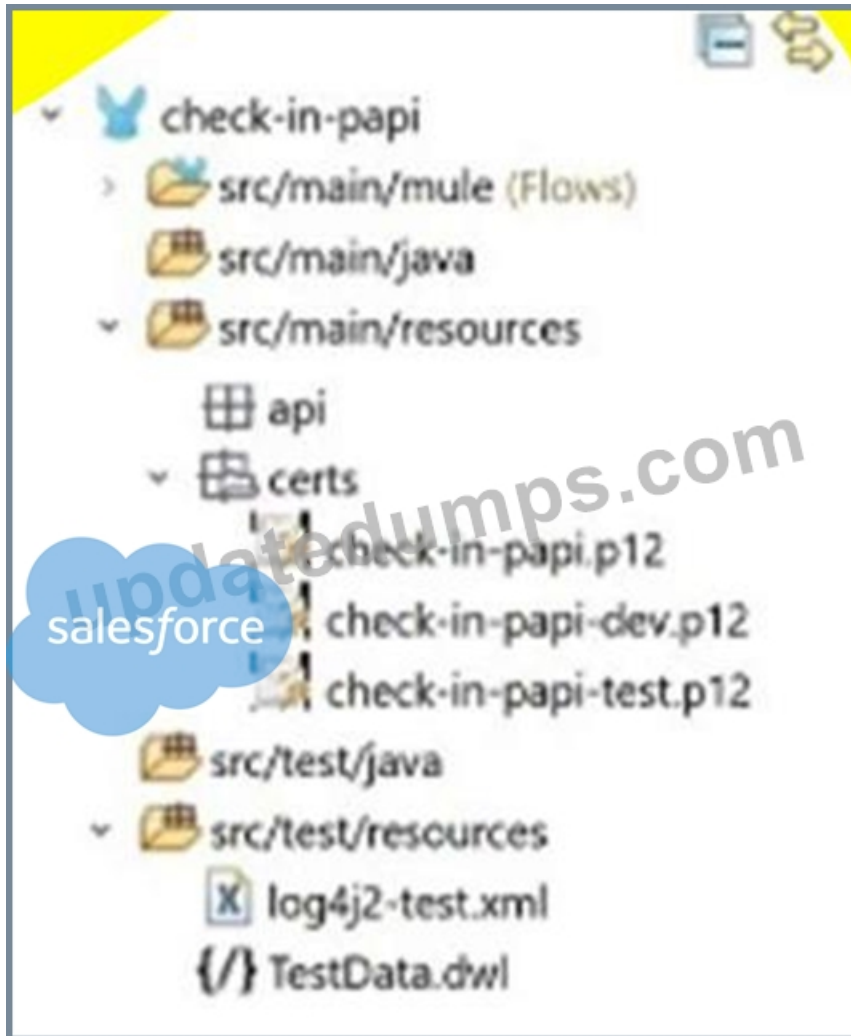 check-in-papi
src/main/mule (Flows)
src/main/java
src/main/resources
api
certs
check-in-papi.p12
check-in-papi-dev.p12
check-in-papi-test.p12
src/test/java
src/test/resources
X log4j2-test.xml
{/} TestData.dwl
updatedumps.com
salesforce